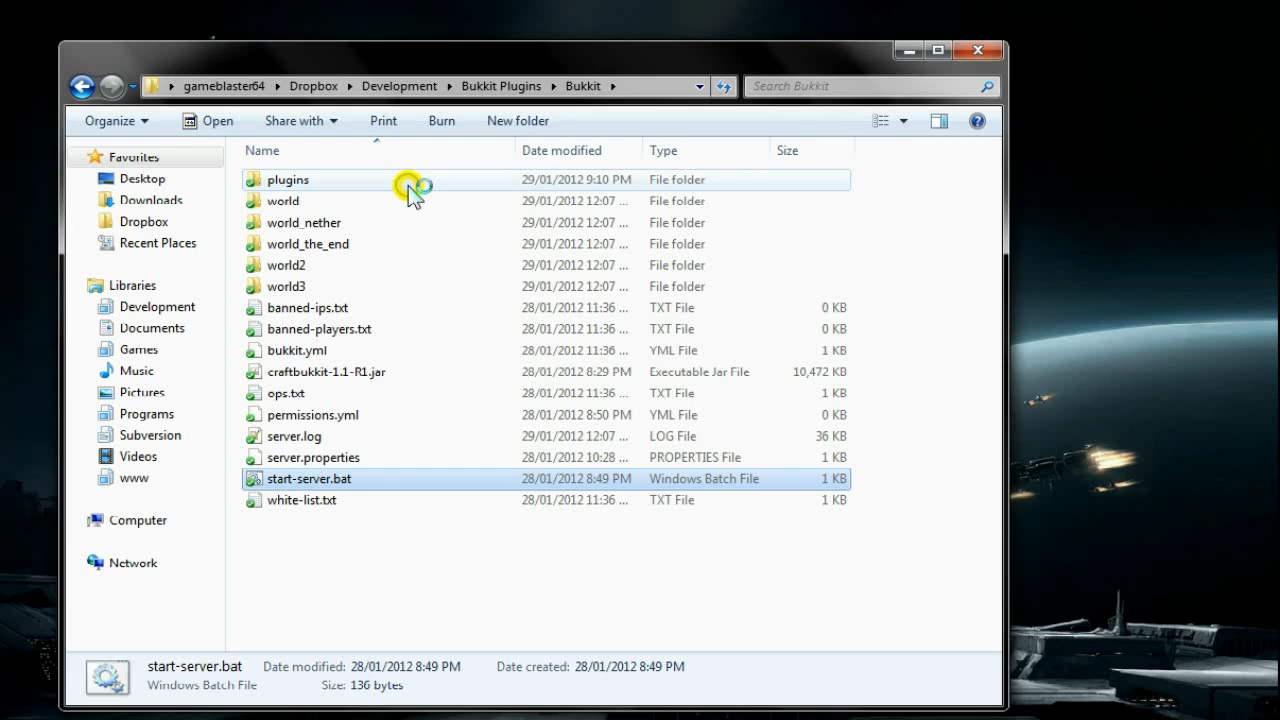 gameblaster64 Dropbox Development Bukkit Plugins Bukkit Search Bukkit
Organize Open Share with Print Burn New folder
Name Date modified Type Size
Favorites
Desktop
Downloads
Dropbox
Recent Places
Libraries
Development
Documents
Games
Music
Pictures
Programs
Subversion
Videos
www
Computer
Network
plugins 29/01/2012 9:10 PM File folder
world 29/01/2012 12:07 ... File folder
world_nether 29/01/2012 12:07 ... File folder
world_the_end 29/01/2012 12:07 ... File folder
world2 29/01/2012 12:07 ... File folder
world3 29/01/2012 12:07 ... File folder
banned-ips.txt 28/01/2012 11:36 ... TXT File 0 KB
banned-players.txt 28/01/2012 11:36 ... TXT File 0 KB
bukkit.yml 28/01/2012 11:36 ... YML File 1 KB
craftbukkit-1.1-R1.jar 28/01/2012 8:29 PM Executable Jar File 10,472 KB
ops.txt 28/01/2012 11:36 ... TXT File 1 KB
permissions.yml 28/01/2012 8:50 PM YML File 0 KB
server.log 29/01/2012 12:07 ... LOG File 36 KB
server.properties 28/01/2012 10:28 ... PROPERTIES File 1 KB
start-server.bat 28/01/2012 8:49 PM Windows Batch File 1 KB
white-list.txt 28/01/2012 11:36 ... TXT File 1 KB
start-server.bat Date modified: 28/01/2012 8:49 PM Date created: 28/01/2012 8:49 PM
Windows Batch File Size: 136 bytes